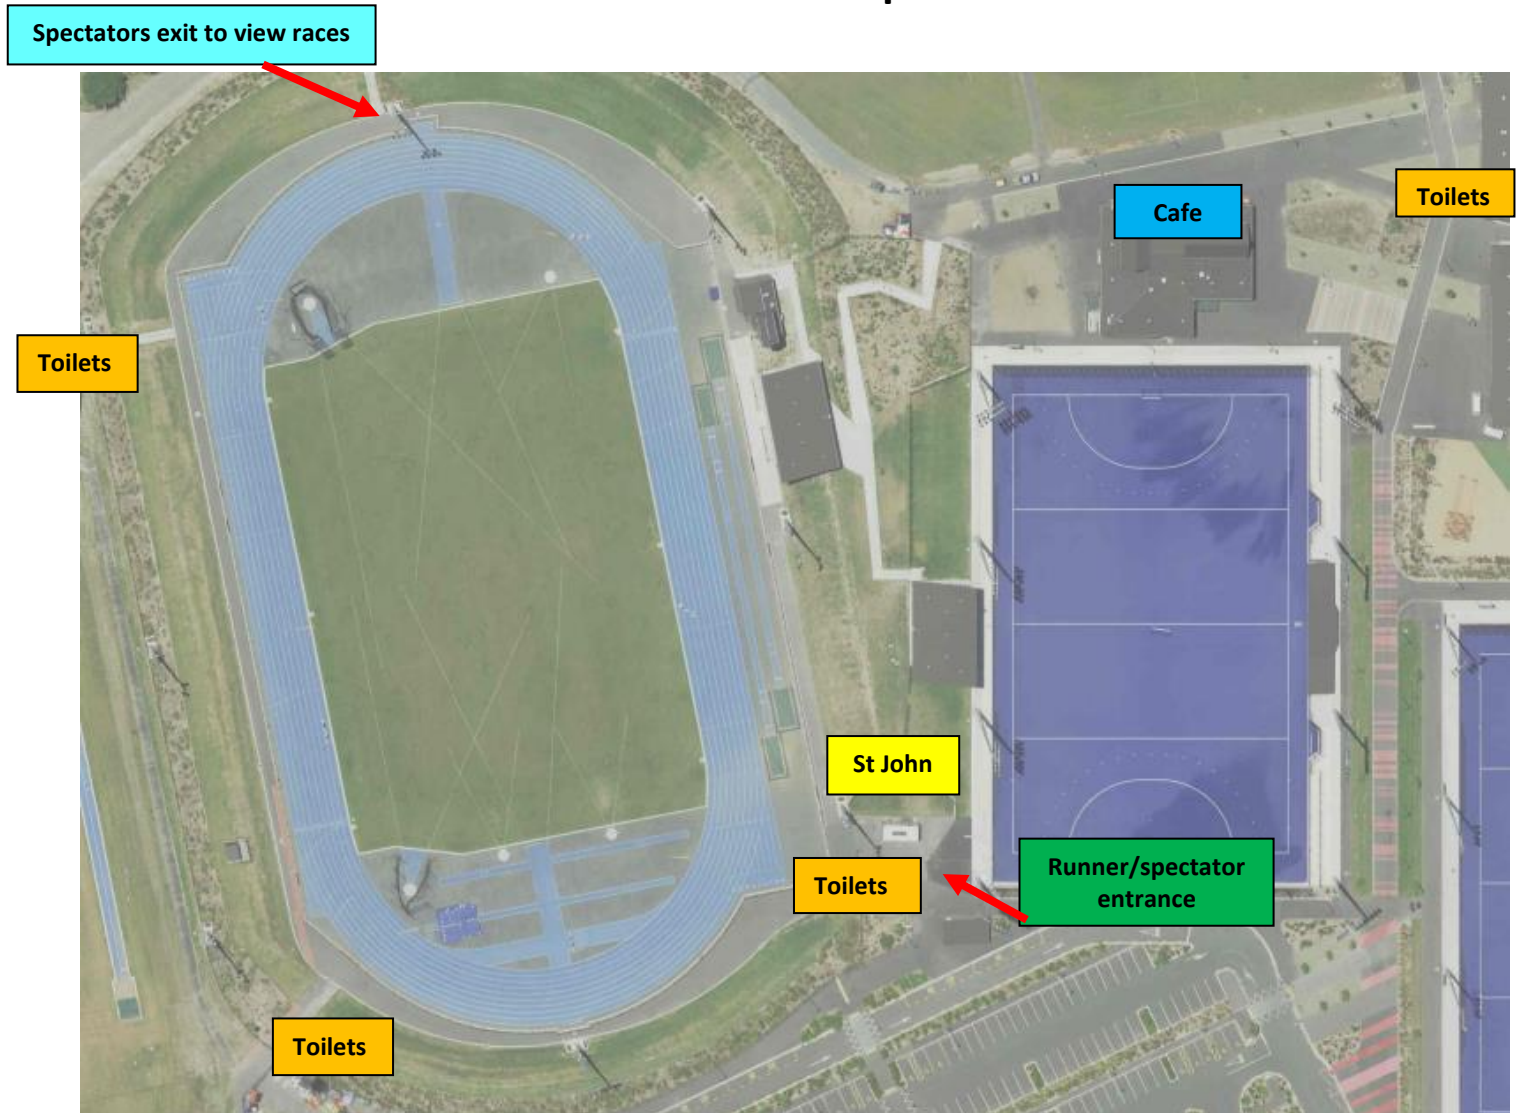 Spectators exit to view races
Toilets
Cafe
Toilets
St John
Runner/spectator
entrance
Toilets
Toilets